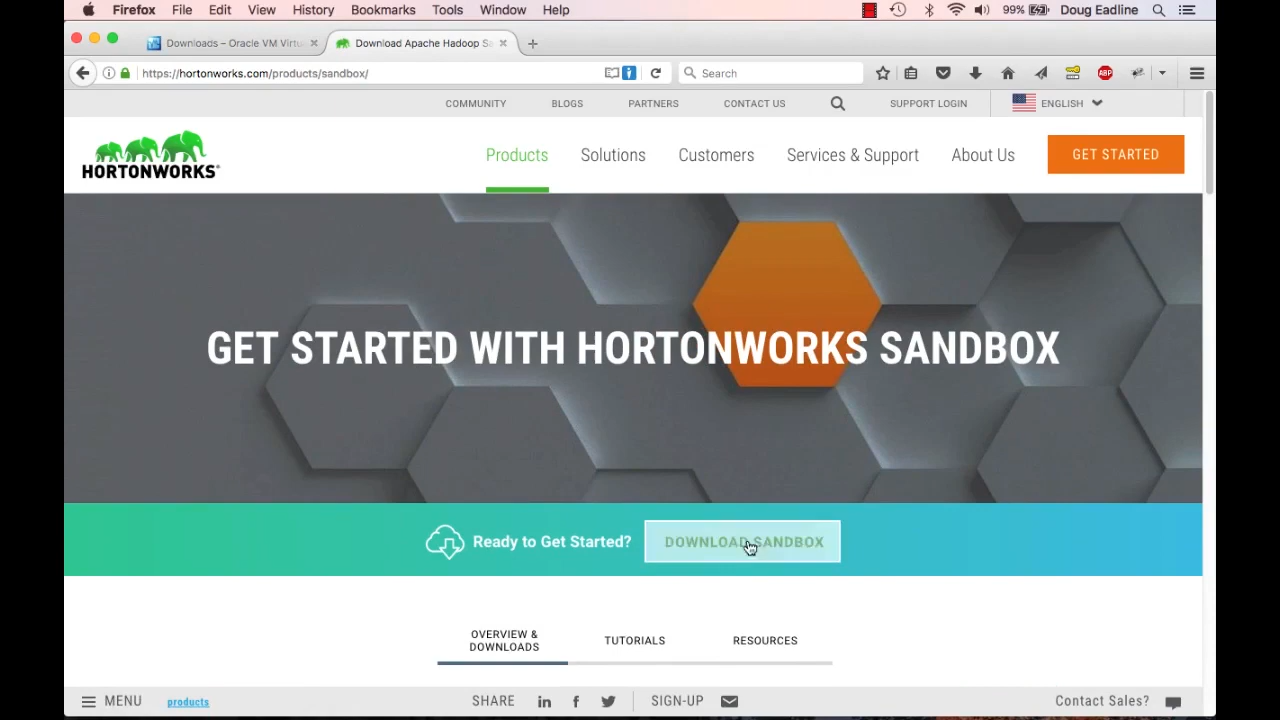 Firefox File Edit View History Bookmarks Tools Window Help 99% Doug Eadline
Downloads – Oracle VM Virtu
Download Apache Hadoop Sa
https://hortonworks.com/products/sandbox/
Search
ABP
COMMUNITY BLOGS PARTNERS CONTACT US SUPPORT LOGIN ENGLISH
HORTONWORKS®
Products Solutions Customers Services & Support About Us GET STARTED
GET STARTED WITH HORTONWORKS SANDBOX
Ready to Get Started? DOWNLOAD SANDBOX
OVERVIEW &
DOWNLOADS
TUTORIALS
RESOURCES
MENU products SHARE in f SIGN-UP Contact Sales?